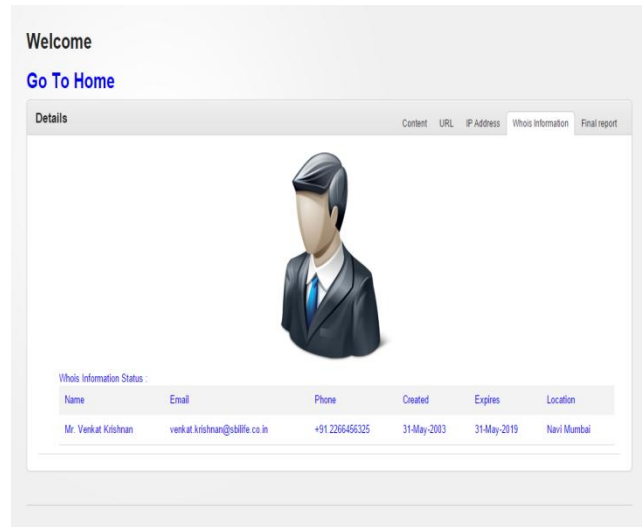 Welcome
Go To Home
Details Content URL IP Address Whois Information Final report
Whois Information Status :
Name Email Phone Created Expires Location
Mr. Venkat Krishnan venkat.krishnan@sbilife.co.in +91.2266456325 31-May-2003 31-May-2019 Navi Mumbai